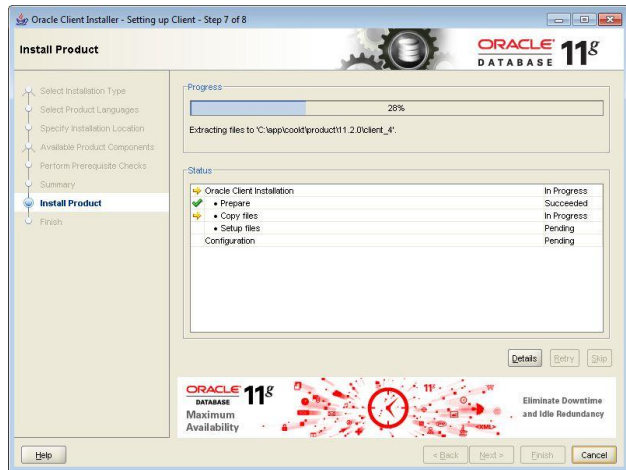 Oracle Client Installer - Setting up Client - Step 7 of 8
Install Product
ORACLE
DATABASE 11g
Select Installation Type
Select Product Languages
Specify Installation Location
Available Product Components
Perform Prerequisite Checks
Summary
Install Product
Finish
Progress
28%
Extracting files to 'C:\app\cookt\product\11.2.0\client_4'.
Status
Oracle Client Installation In Progress
• Prepare Succeeded
• Copy files In Progress
• Setup files Pending
Configuration Pending
Details Retry Skip
ORACLE 11g
DATABASE
Maximum
Availability
11g
XML
Eliminate Downtime
and Idle Redundancy
Help < Back Next > Finish Cancel